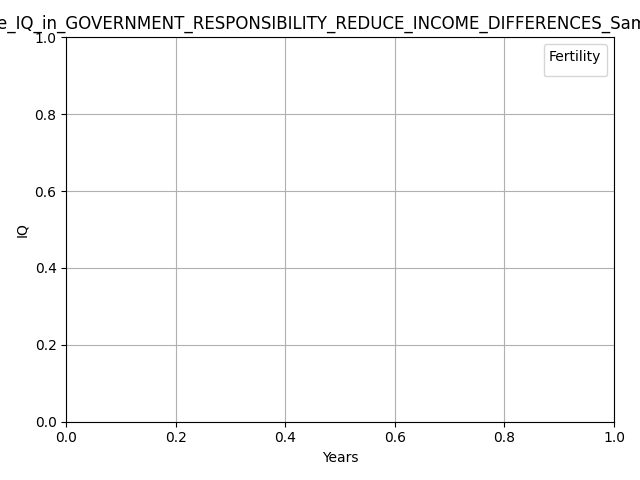 e_IQ_in_GOVERNMENT_RESPONSIBILITY_REDUCE_INCOME_DIFFERENCES_Sam
Fertility
1.0
0.8
0.6
0.4
0.2
0.0
IQ
0.0 0.2 0.4 0.6 0.8 1.0
Years